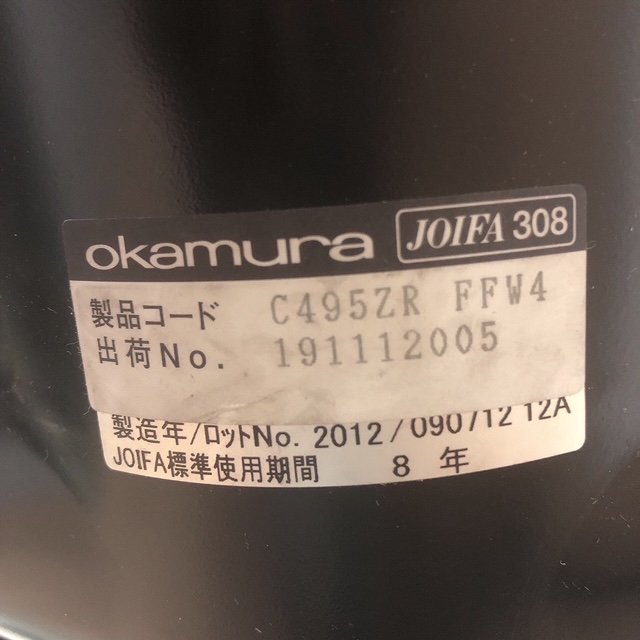 okamura JOIFA 308
製品コード C495ZR FFW4
出荷No. 191112005
製造年/ロットNo. 2012/090712 12A
JOIFA標準使用期間 8 年